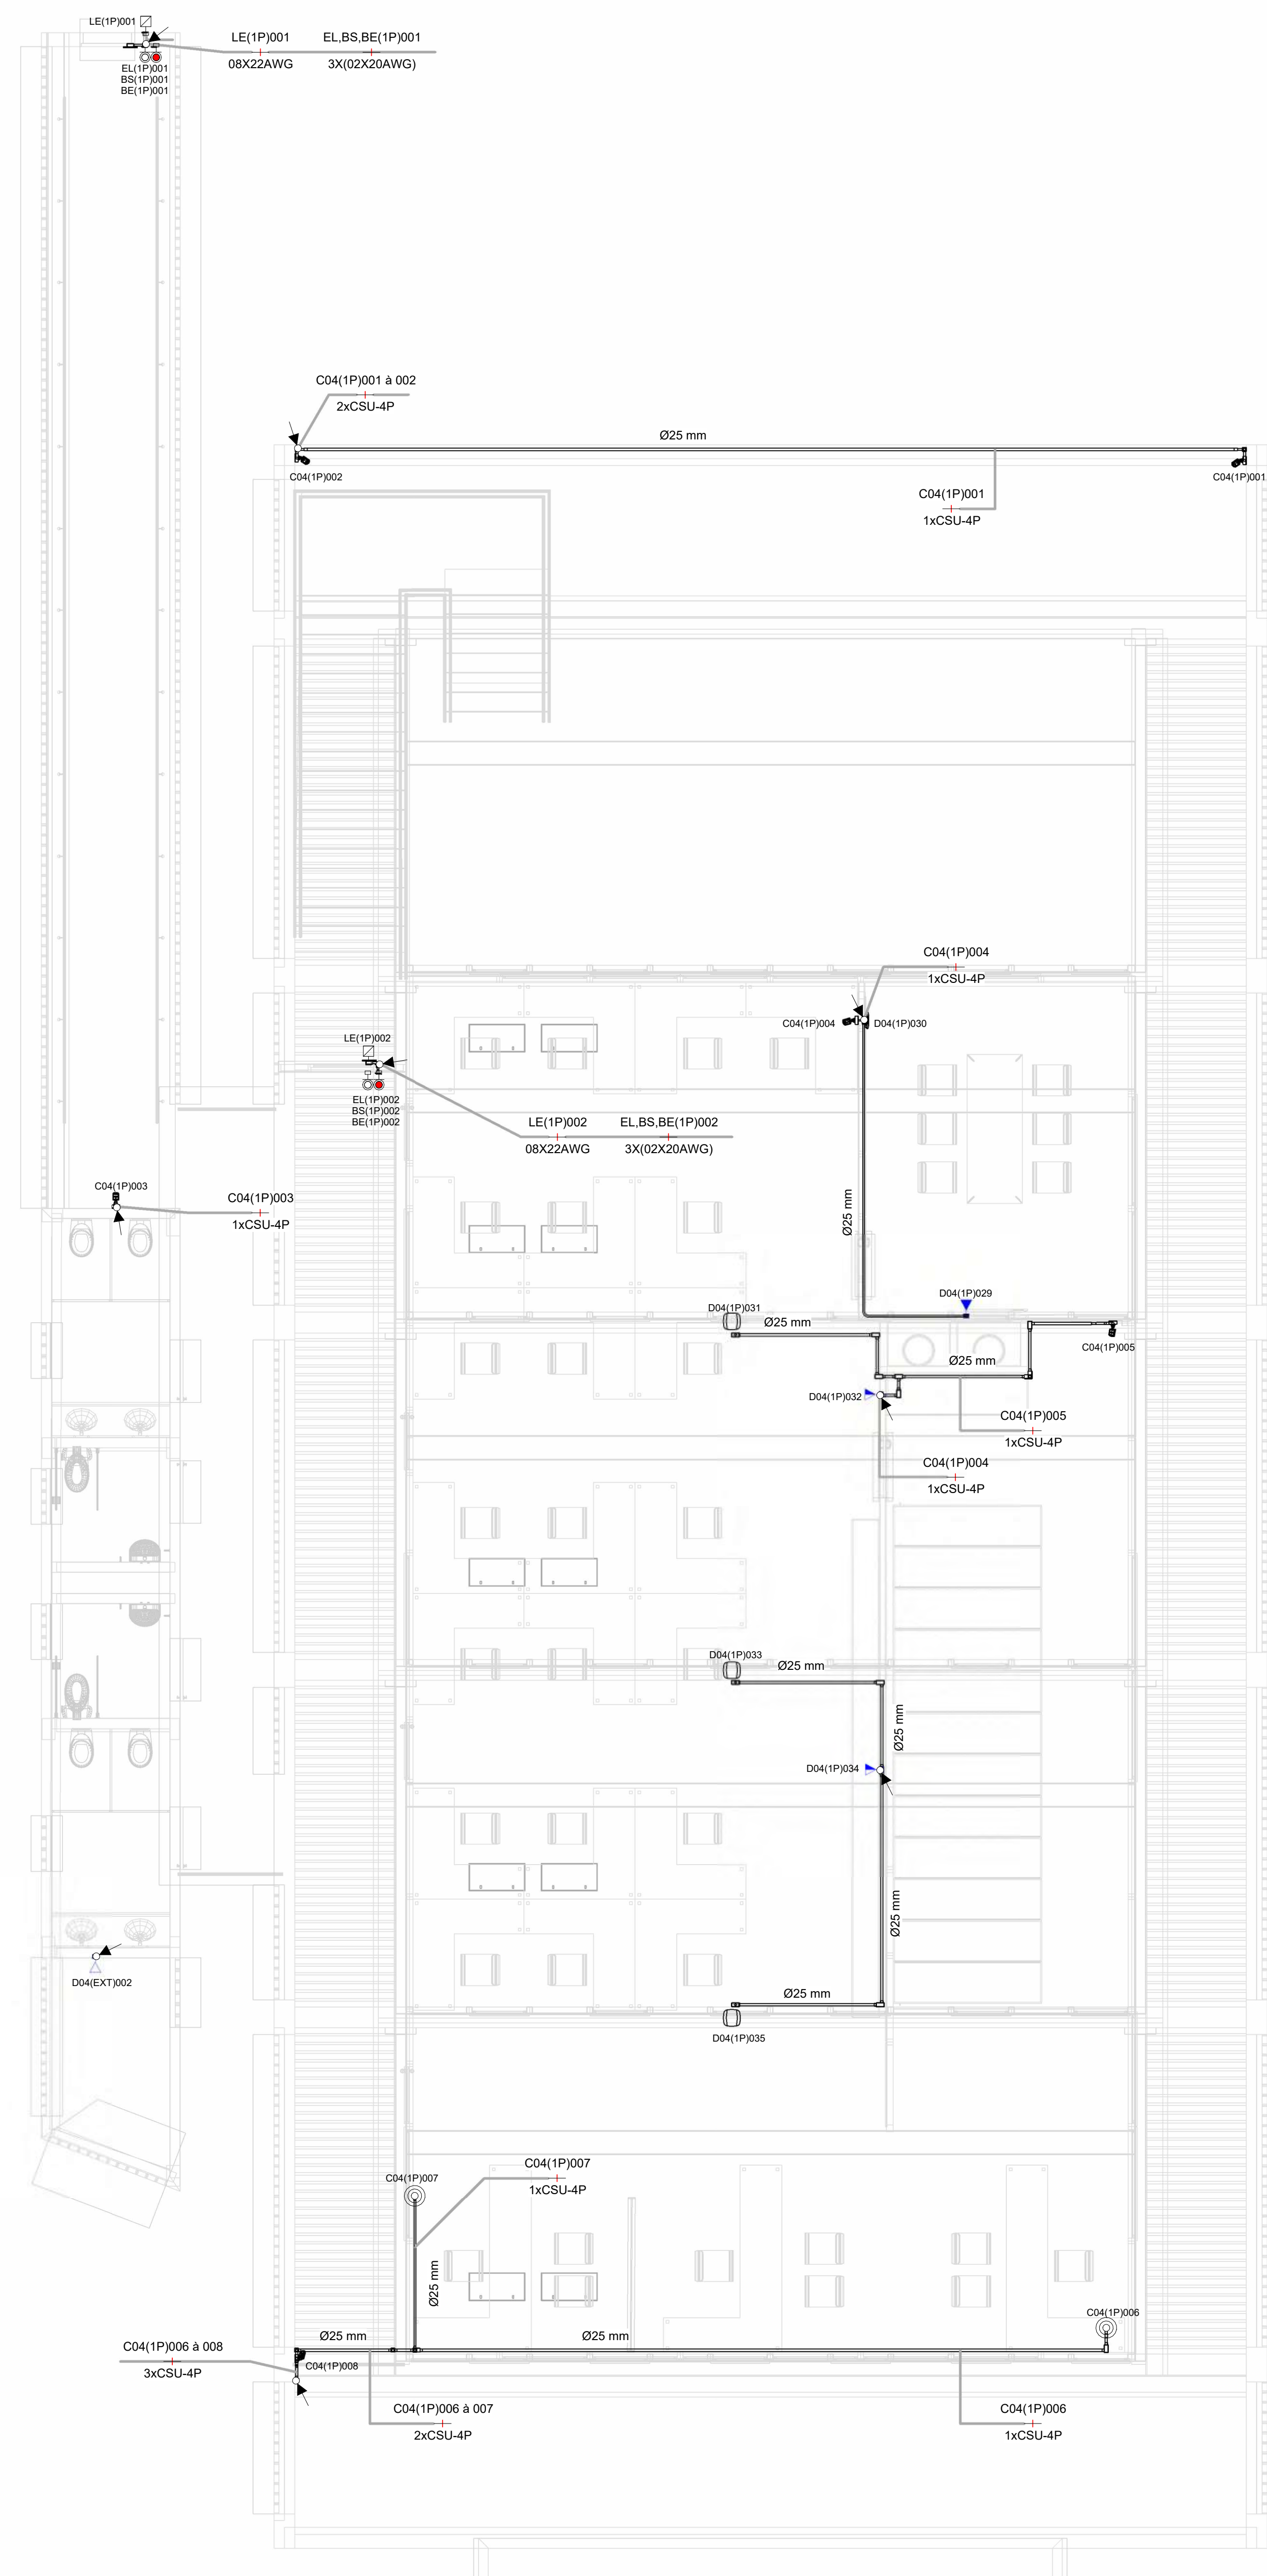 LE(1P)001
EL(1P)001
BS(1P)001
BE(1P)001
LE(1P)001
08X22AWG
EL,BS,BE(1P)001
3X(02X20AWG)
C04(1P)001 à 002
2xCSU-4P
Ø25 mm
C04(1P)002
C04(1P)001
C04(1P)001
1xCSU-4P
C04(1P)004
1xCSU-4P
C04(1P)004
D04(1P)030
LE(1P)002
EL(1P)002
BS(1P)002
BE(1P)002
LE(1P)002
08X22AWG
EL,BS,BE(1P)002
3X(02X20AWG)
C04(1P)003
C04(1P)003
1xCSU-4P
Ø25 mm
D04(1P)029
D04(1P)031
Ø25 mm
C04(1P)005
Ø25 mm
D04(1P)032
C04(1P)005
1xCSU-4P
C04(1P)004
1xCSU-4P
D04(1P)033
Ø25 mm
Ø25 mm
D04(1P)034
Ø25 mm
D04(EXT)002
Ø25 mm
D04(1P)035
C04(1P)007
1xCSU-4P
C04(1P)007
Ø25 mm
C04(1P)006
Ø25 mm
Ø25 mm
C04(1P)006 à 008
3xCSU-4P
C04(1P)008
C04(1P)006 à 007
2xCSU-4P
C04(1P)006
1xCSU-4P